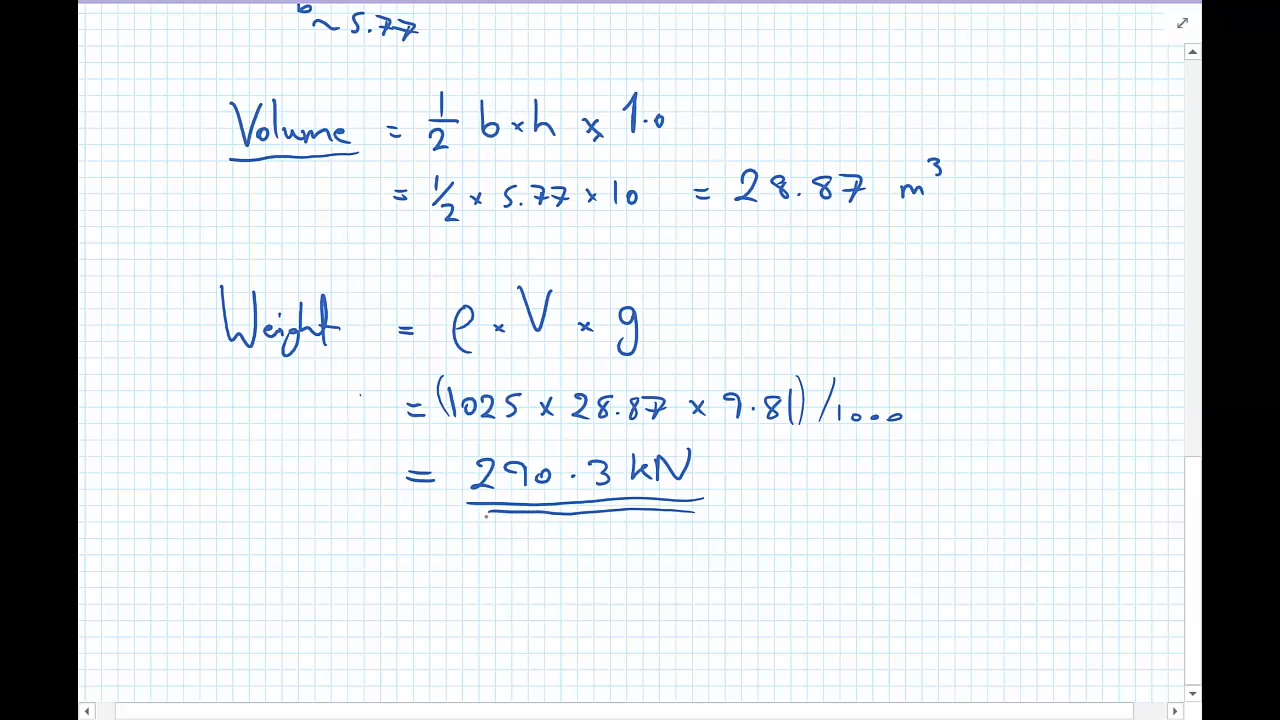 b ~ 5.77
Volume = 1/2 b × h × 1.0
= 1/2 × 5.77 × 10 = 28.87 m³
Weight = ρ × V × g
= (1025 × 28.87 × 9.81) / 1000
= 290.3 kN